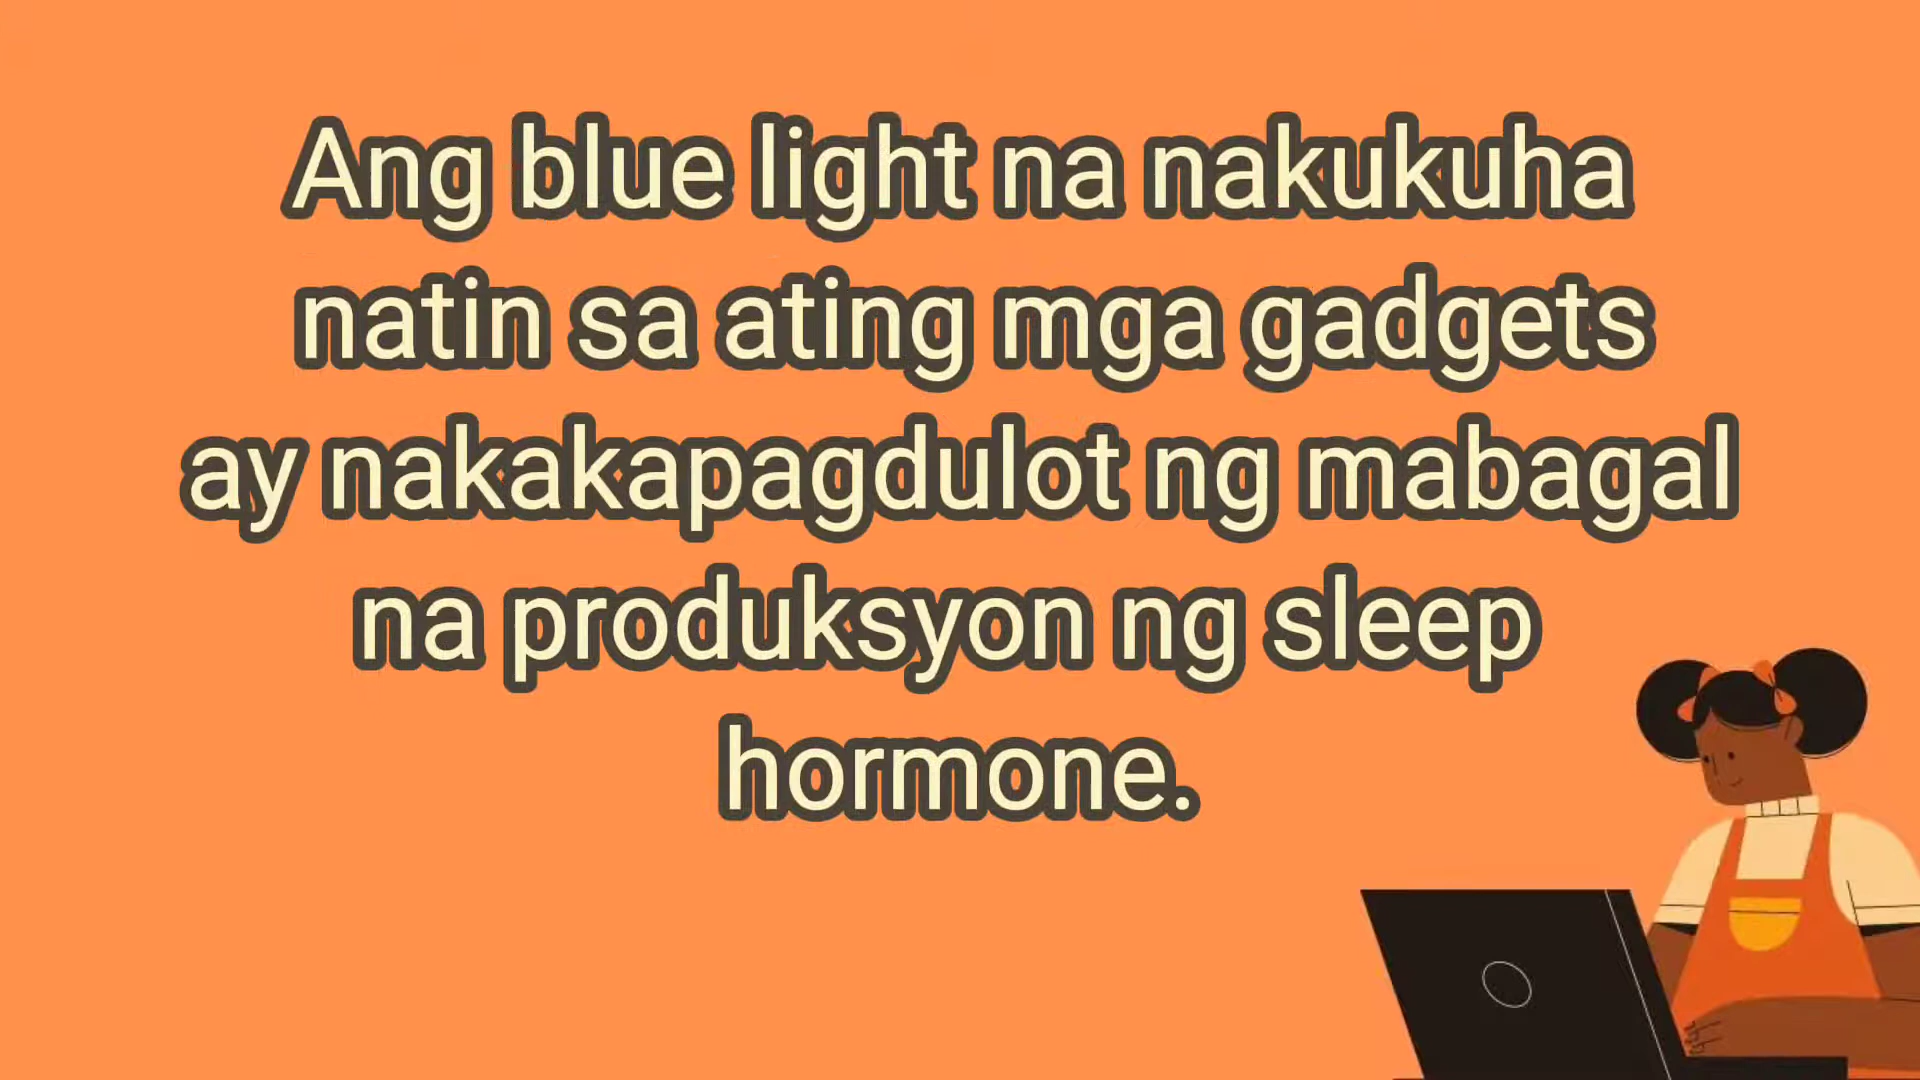 Ang blue light na nakukuha
natin sa ating mga gadgets
ay nakakapagdulot ng mabagal
na produksyon ng sleep
hormone.